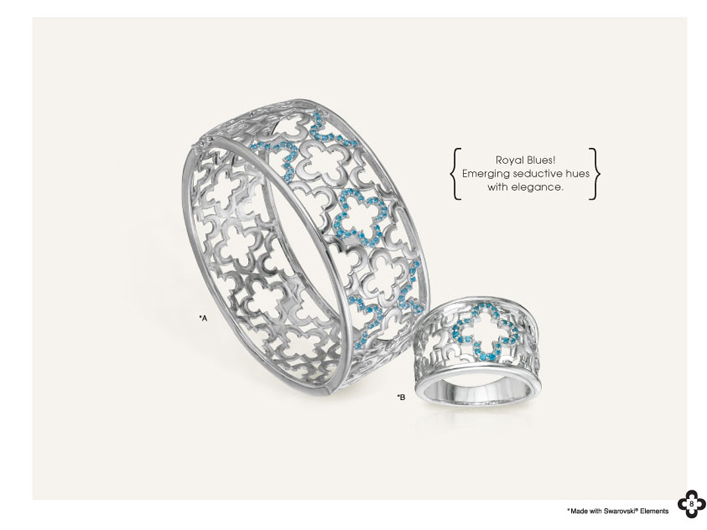 Royal Blues!
Emerging seductive hues
with elegance.
*A
*B
*Made with Swarovski® Elements
8